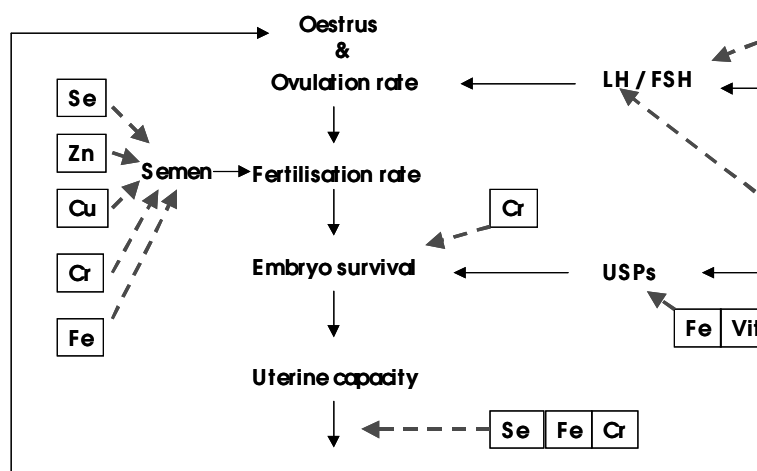 Oestrus
&
Ovulation rate
LH / FSH
Se
Zn
Semen
Fertilisation rate
Cu
Cr
Cr
Embryo survival
USPs
Fe
Fe Vit
Uterine capacity
Se Fe Cr